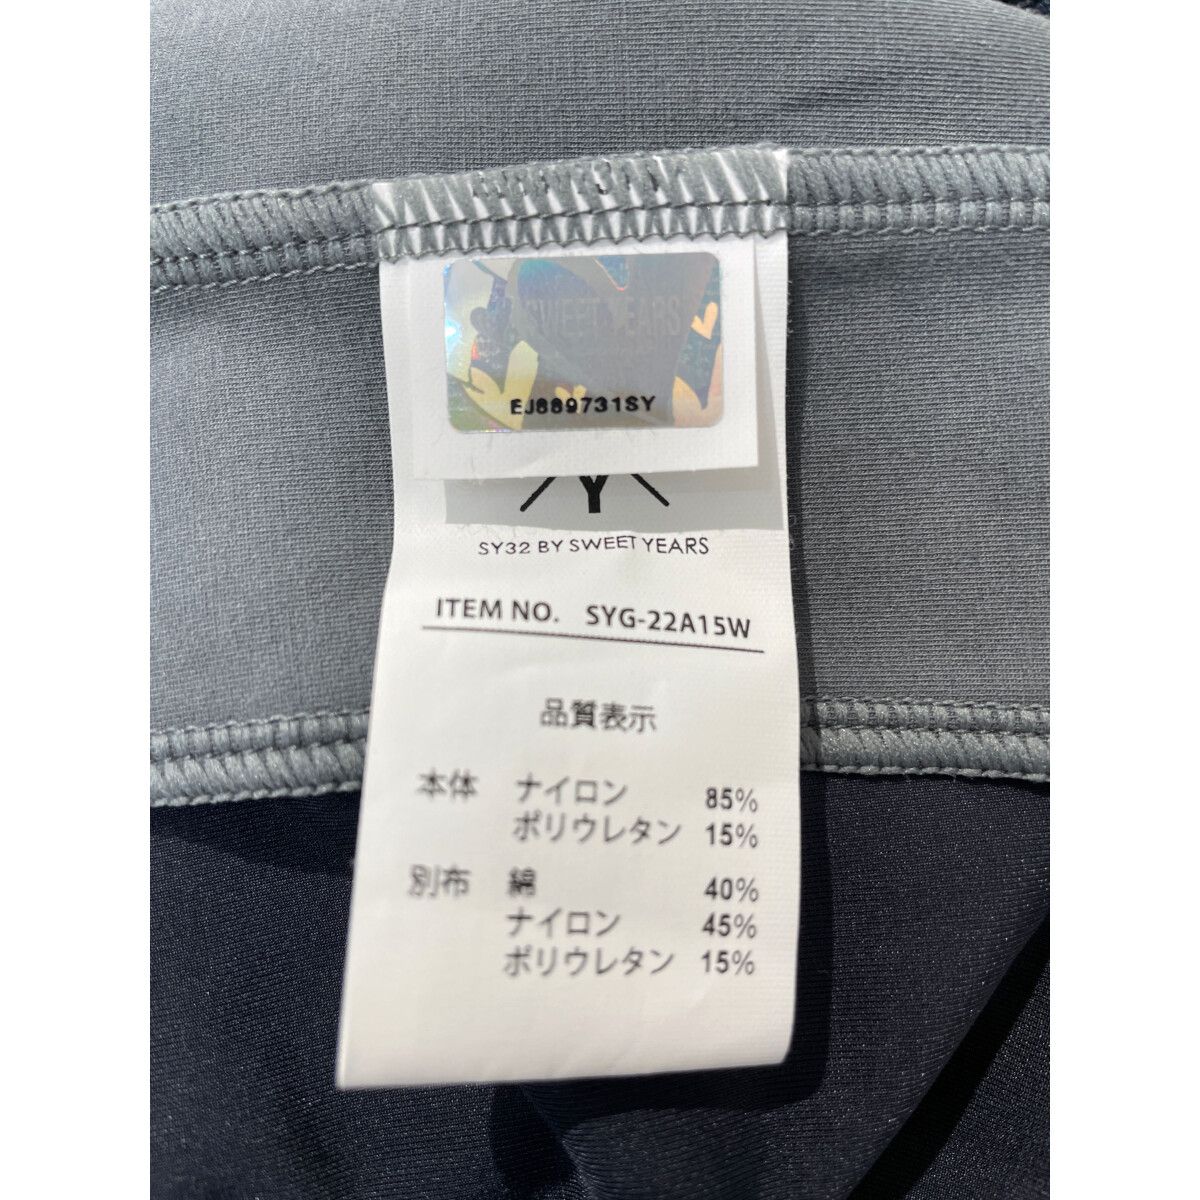 SWEET YEARS
EJ889731SY
Y
SY32 BY SWEET YEARS
ITEM NO. SYG-22A15W
品質表示
本体 ナイロン 85%
ポリウレタン 15%
別布 綿 40%
ナイロン 45%
ポリウレタン 15%